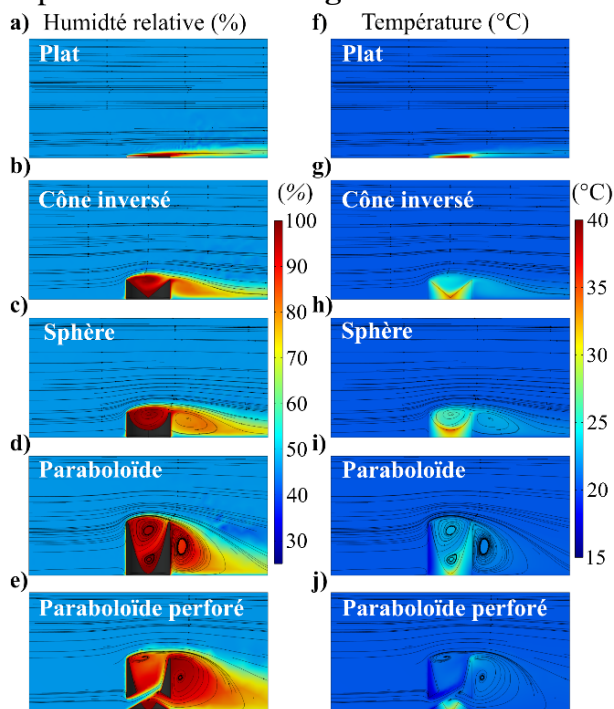 a) Humidté relative (%)
f) Température (°C)
Plat
Plat
b)
g)
(%)
(°C)
Cône inversé
Cône inversé
100
90
80
70
60
50
40
30
40
35
30
25
20
15
c)
h)
Sphère
Sphère
d)
i)
Paraboloïde
Paraboloïde
e)
j)
Paraboloïde perforé
Paraboloïde perforé